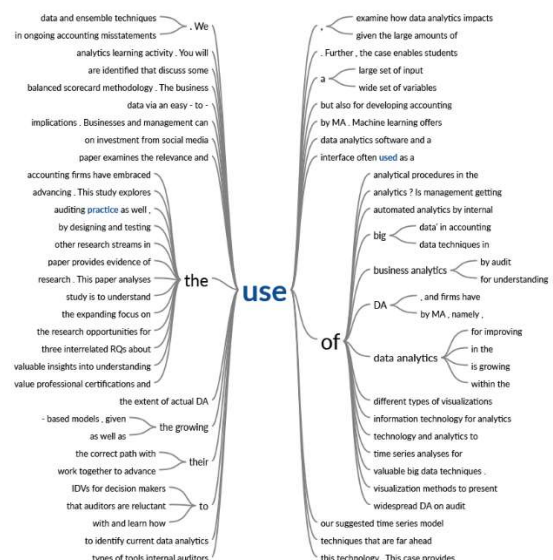 data and ensemble techniques
in ongoing accounting misstatements
. We
analytics learning activity . You will
are identified that discuss some
balanced scorecard methodology . The business
data via an easy - to -
implications . Businesses and management can
on investment from social media
paper examines the relevance and
accounting firms have embraced
advancing . This study explores
auditing practice as well ,
by designing and testing
other research streams in
paper provides evidence of
research . This paper analyses
study is to understand
the expanding focus on
the research opportunities for
three interrelated RQs about
valuable insights into understanding
value professional certifications and
the
the extent of actual DA
- based models , given
as well as
the growing
the correct path with
work together to advance
their
IDVs for decision makers
that auditors are reluctant
with and learn how
to
to identify current data analytics
types of tools internal auditors
use
.
examine how data analytics impacts
given the large amounts of
. Further , the case enables students
a
large set of input
wide set of variables
but also for developing accounting
by MA . Machine learning offers
data analytics software and a
interface often used as a
of
analytical procedures in the
analytics ? Is management getting
automated analytics by internal
big
data' in accounting
data techniques in
business analytics
by audit
for understanding
DA
, and firms have
by MA , namely ,
data analytics
for improving
in the
is growing
within the
different types of visualizations
information technology for analytics
technology and analytics to
time series analyses for
valuable big data techniques .
visualization methods to present
widespread DA on audit
our suggested time series model
techniques that are far ahead
this technology . This case provides